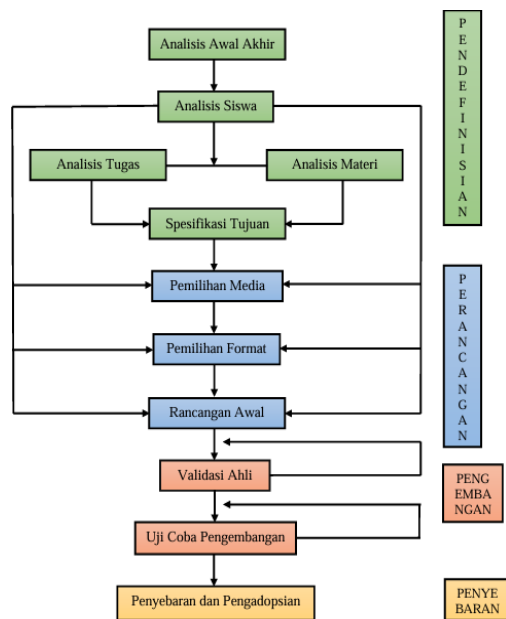 Analisis Awal Akhir
Analisis Siswa
Analisis Tugas
Analisis Materi
Spesifikasi Tujuan
Pemilihan Media
Pemilihan Format
Rancangan Awal
Validasi Ahli
Uji Coba Pengembangan
Penyebaran dan Pengadopsian
P
E
N
D
E
F
I
N
I
S
I
A
N
P
E
R
A
N
C
A
N
G
A
N
PENG
EMBA
NGAN
PENYE
BARAN